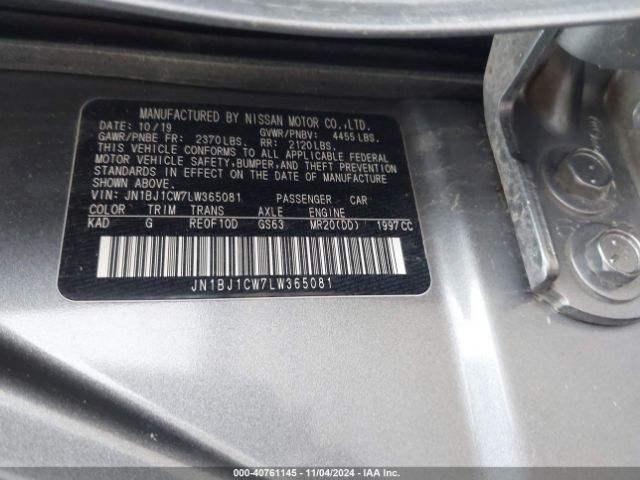 MANUFACTURED BY NISSAN MOTOR CO.,LTD.
DATE: 10/19 GVWR/PNBV: 4455 LBS.
GAWR/PNBE FR: 2370 LBS. RR: 2120 LBS.
THIS VEHICLE CONFORMS TO ALL APPLICABLE FEDERAL
MOTOR VEHICLE SAFETY, BUMPER, AND THEFT PREVENTION
STANDARDS IN EFFECT ON THE DATE OF MANUFACTURE
SHOWN ABOVE.
VIN: JN1BJ1CW7LW365081 PASSENGER CAR
COLOR TRIM TRANS AXLE ENGINE
KAD G RE0F10D GS63 MR20(DD) 1997CC
JN1BJ1CW7LW365081
000-40761145 - 11/04/2024 - IAA Inc.